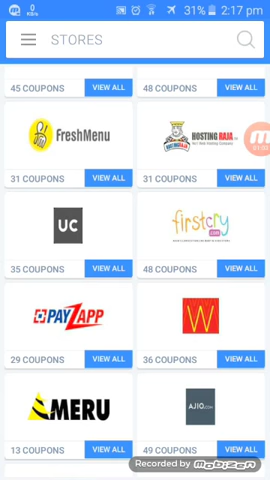 0 KB/s 31% 2:17 pm
STORES
45 COUPONS VIEW ALL 48 COUPONS VIEW ALL
FreshMenu HOSTING RAJA
31 COUPONS VIEW ALL 31 COUPONS VIEW ALL
UC firstcry .com
35 COUPONS VIEW ALL 48 COUPONS VIEW ALL
PAYZAPP W
29 COUPONS VIEW ALL 36 COUPONS VIEW ALL
MERU AJIO.com
13 COUPONS VIEW ALL 49 COUPONS VIEW ALL
Recorded by mobizen